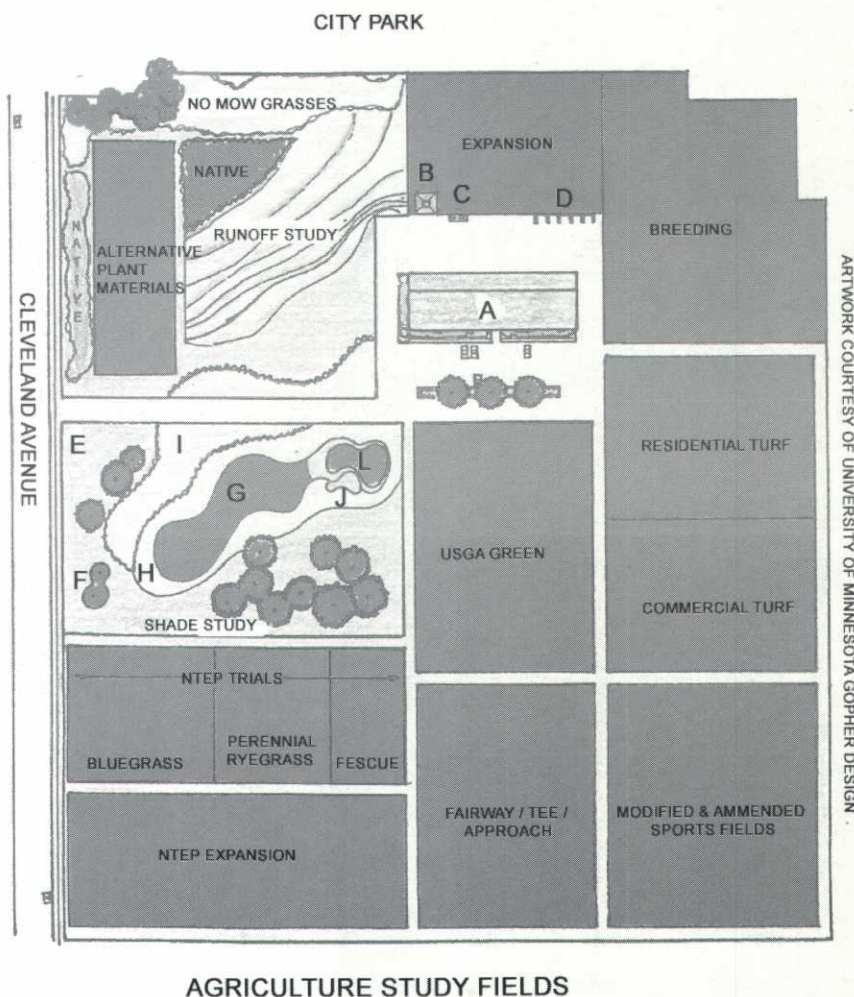 CITY PARK
NO MOW GRASSES
NATIVE
EXPANSION
B
C
D
RUNOFF STUDY
BREEDING
NATIVE
ALTERNATIVE
PLANT
MATERIALS
A
CLEVELAND AVENUE
ARTWORK COURTESY OF UNIVERSITY OF MINNESOTA GOPHER DESIGN
E
I
L
G
J
RESIDENTIAL TURF
USGA GREEN
F
H
COMMERCIAL TURF
SHADE STUDY
NTEP TRIALS
BLUEGRASS
PERENNIAL
RYEGRASS
FESCUE
FAIRWAY / TEE /
APPROACH
MODIFIED & AMMENDED
SPORTS FIELDS
NTEP EXPANSION
AGRICULTURE STUDY FIELDS